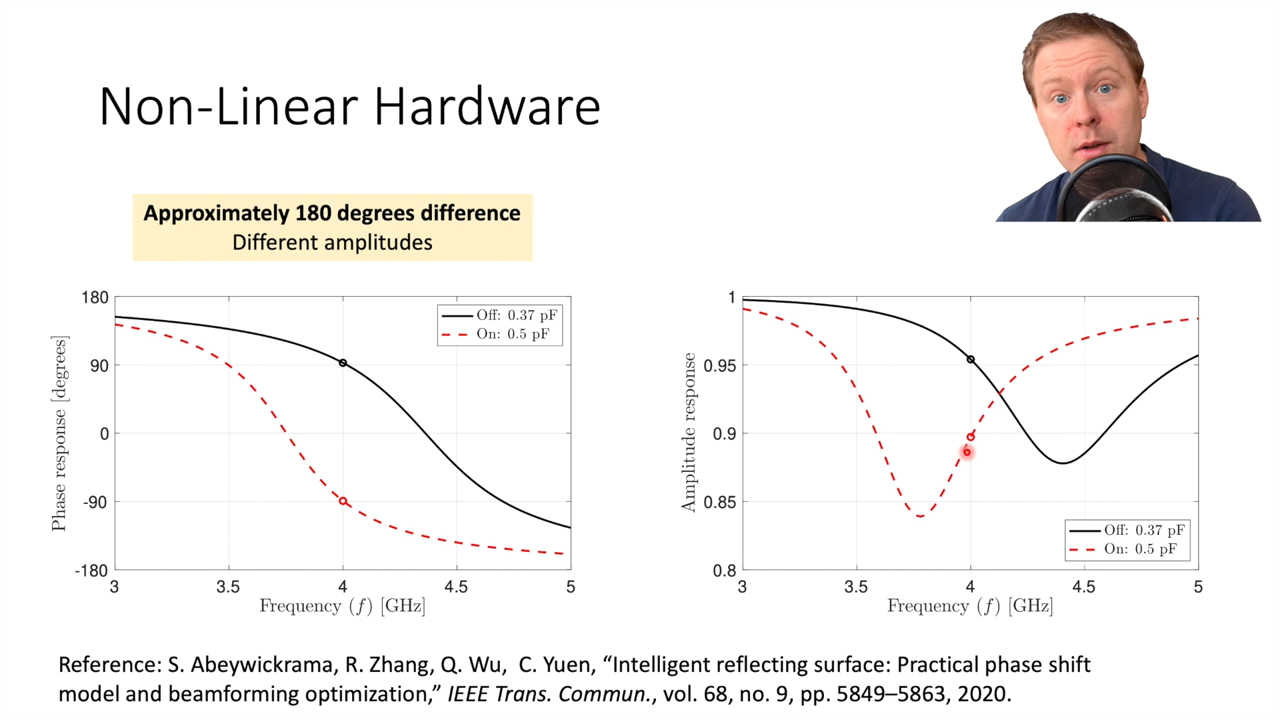 Non-Linear Hardware
Approximately 180 degrees difference
Different amplitudes
Phase response [degrees]
180
90
0
-90
-180
3
3.5
4
4.5
5
Frequency (f) [GHz]
Off: 0.37 pF
On: 0.5 pF
Amplitude response
1
0.95
0.9
0.85
0.8
3
3.5
4
4.5
5
Frequency (f) [GHz]
Off: 0.37 pF
On: 0.5 pF
Reference: S. Abeywickrama, R. Zhang, Q. Wu, C. Yuen, “Intelligent reflecting surface: Practical phase shift
model and beamforming optimization,” IEEE Trans. Commun., vol. 68, no. 9, pp. 5849–5863, 2020.